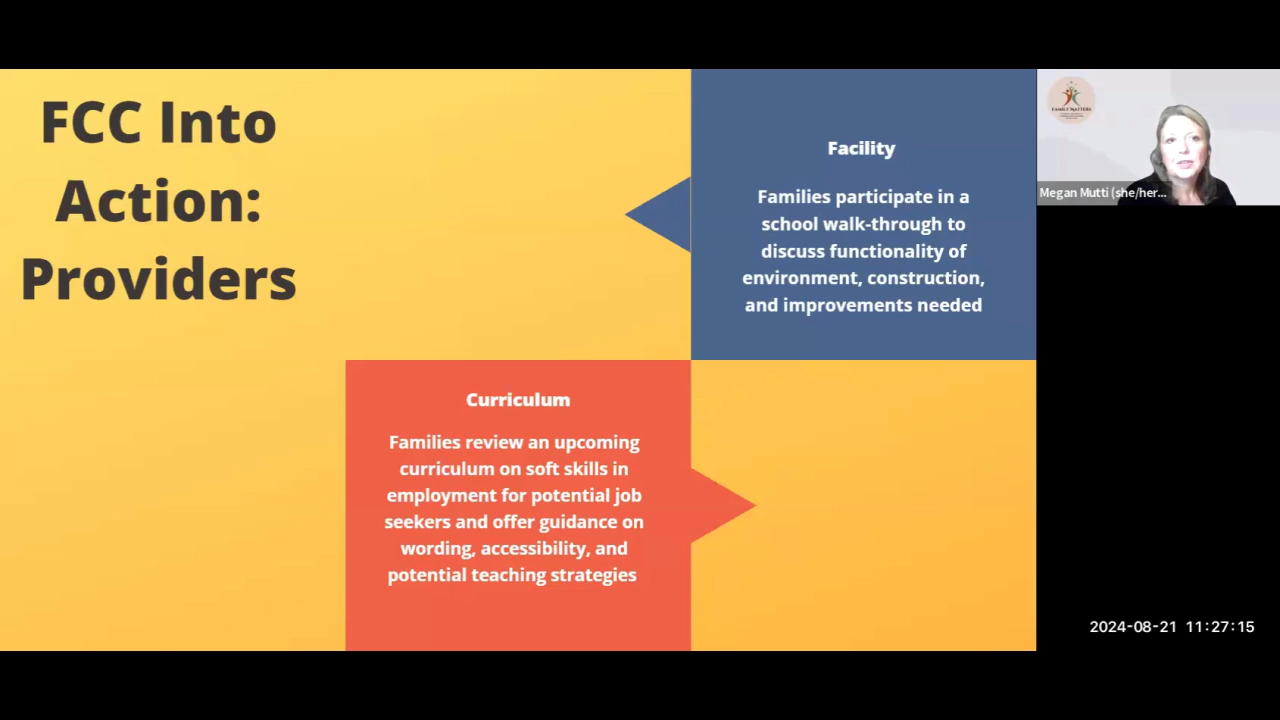 FCC Into
Action:
Providers
Facility
Families participate in a
school walk-through to
discuss functionality of
environment, construction,
and improvements needed
Curriculum
Families review an upcoming
curriculum on soft skills in
employment for potential job
seekers and offer guidance on
wording, accessibility, and
potential teaching strategies
FAMILY MATTERS
Megan Mutti (she/her...
2024-08-21 11:27:15